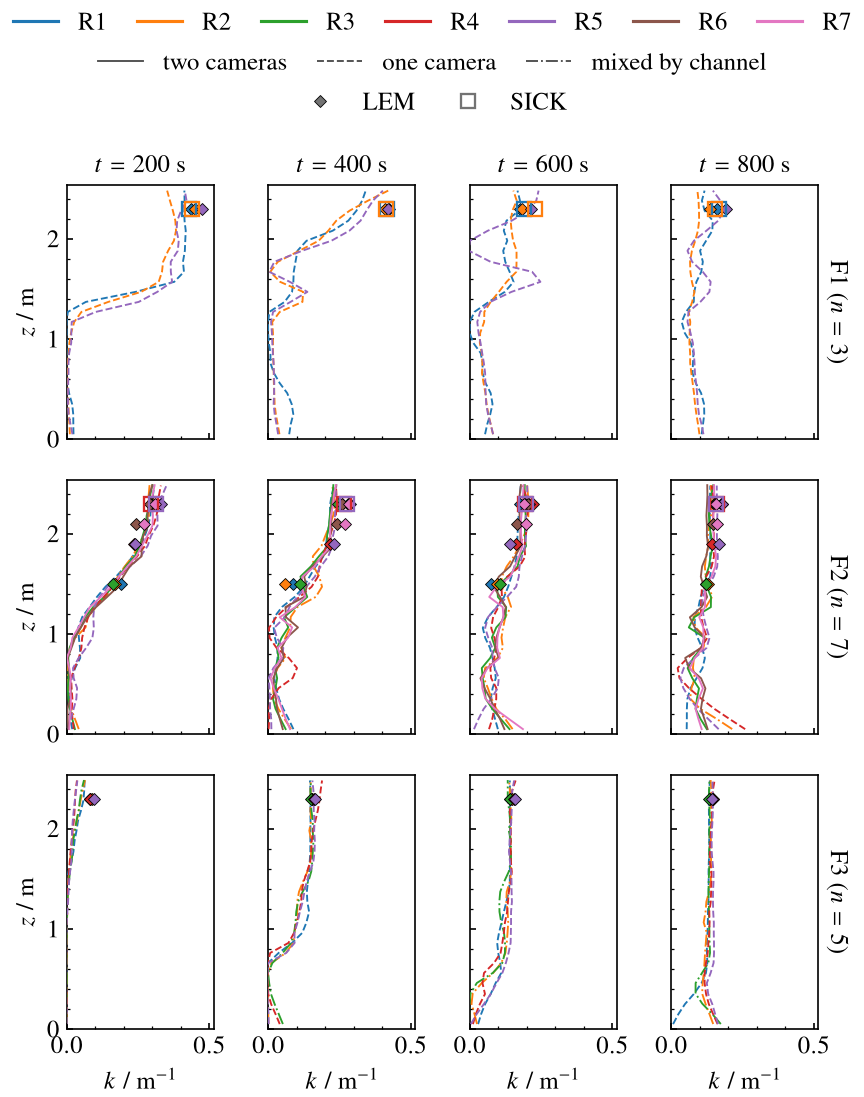 R1 R2 R3 R4 R5 R6 R7
two cameras one camera mixed by channel
LEM SICK
t = 200 s t = 400 s t = 600 s t = 800 s
2
1
0
z / m
F1 (n = 3)
2
1
0
z / m
F2 (n = 7)
2
1
0
z / m
F3 (n = 5)
0.0 0.5 0.0 0.5 0.0 0.5 0.0 0.5
k / m⁻¹ k / m⁻¹ k / m⁻¹ k / m⁻¹